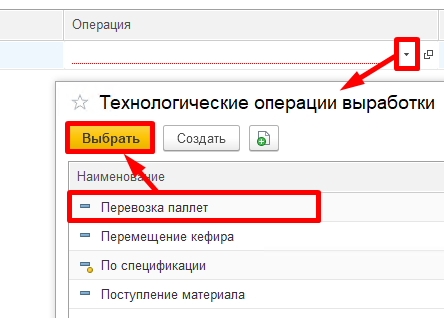 Операция
Технологические операции выработки
Выбрать Создать
Наименование
Перевозка паллет
Перемещение кефира
По спецификации
Поступление материала